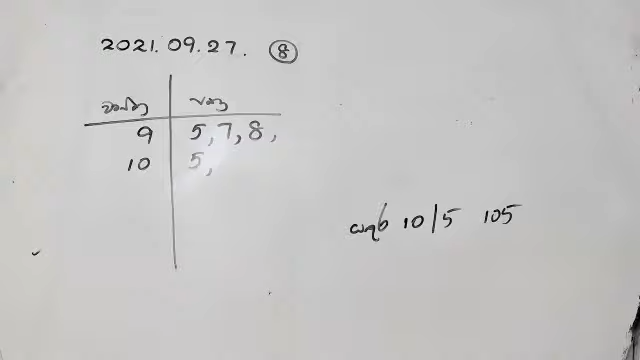 2021.09.27. ⑧
9 5, 7, 8,
10 5,
10/5 105